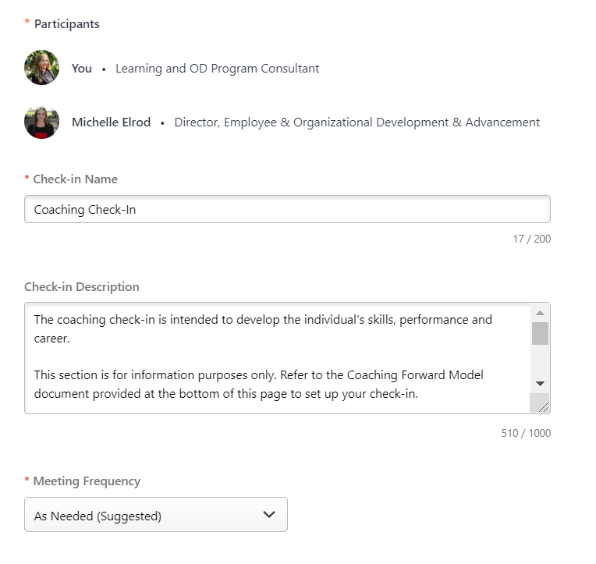 * Participants
You • Learning and OD Program Consultant
Michelle Elrod • Director, Employee & Organizational Development & Advancement
* Check-in Name
Coaching Check-In
17 / 200
Check-in Description
The coaching check-in is intended to develop the individual's skills, performance and
career.
This section is for information purposes only. Refer to the Coaching Forward Model
document provided at the bottom of this page to set up your check-in.
510 / 1000
* Meeting Frequency
As Needed (Suggested)